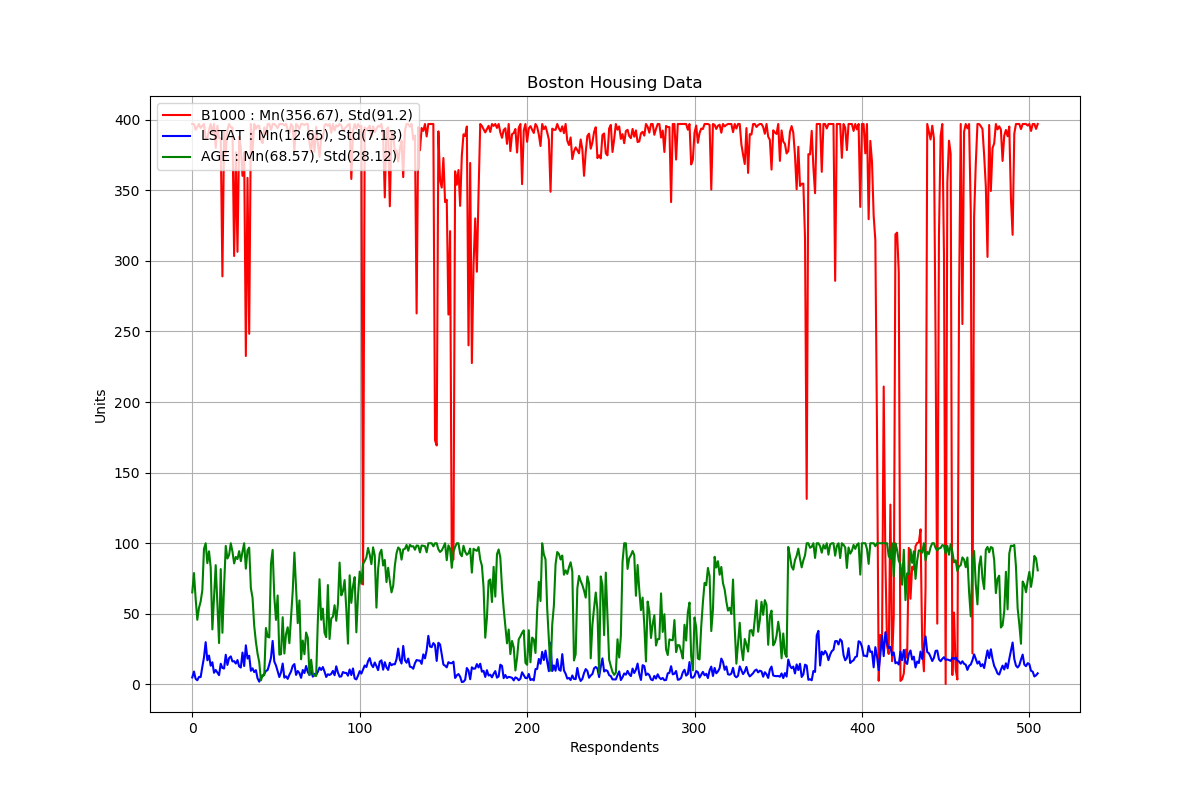 Boston Housing Data
B1000 : Mn(356.67), Std(91.2)
LSTAT : Mn(12.65), Std(7.13)
AGE : Mn(68.57), Std(28.12)
400
350
300
250
200
150
100
50
0
Units
0 100 200 300 400 500
Respondents